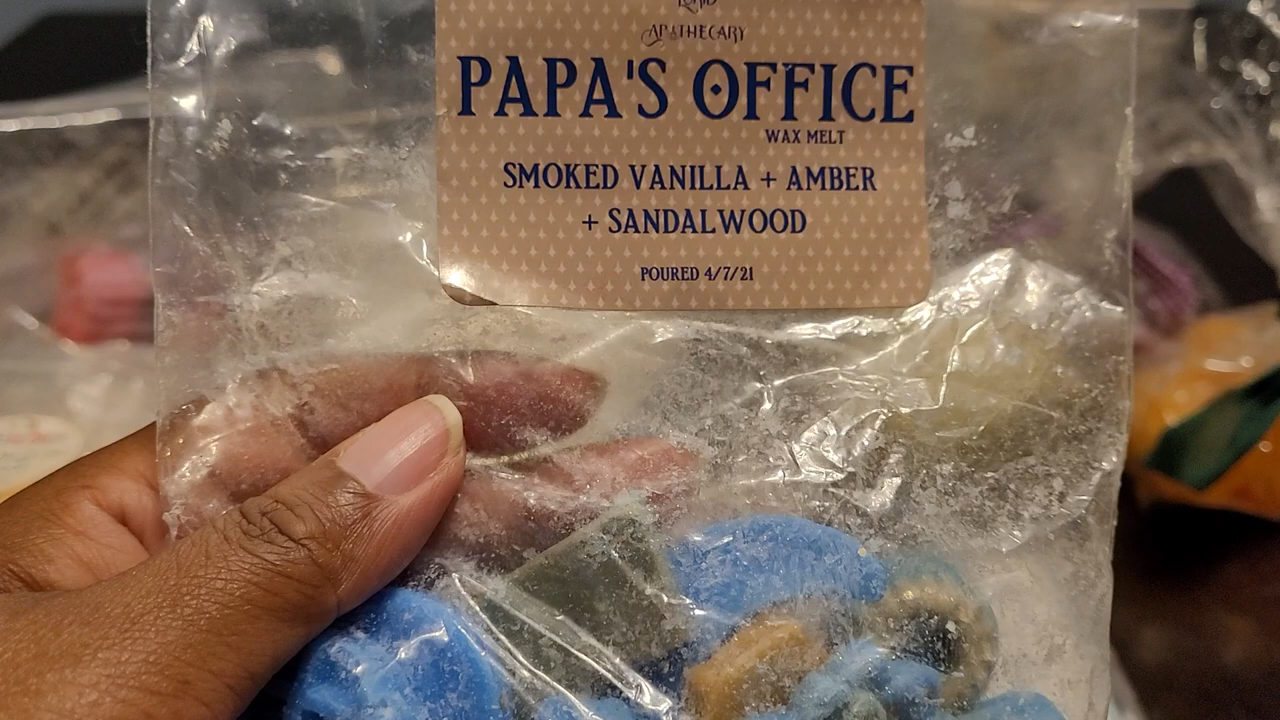 APOTHECARY
PAPA'S OFFICE
WAX MELT
SMOKED VANILLA + AMBER
+ SANDALWOOD
POURED 4/7/21